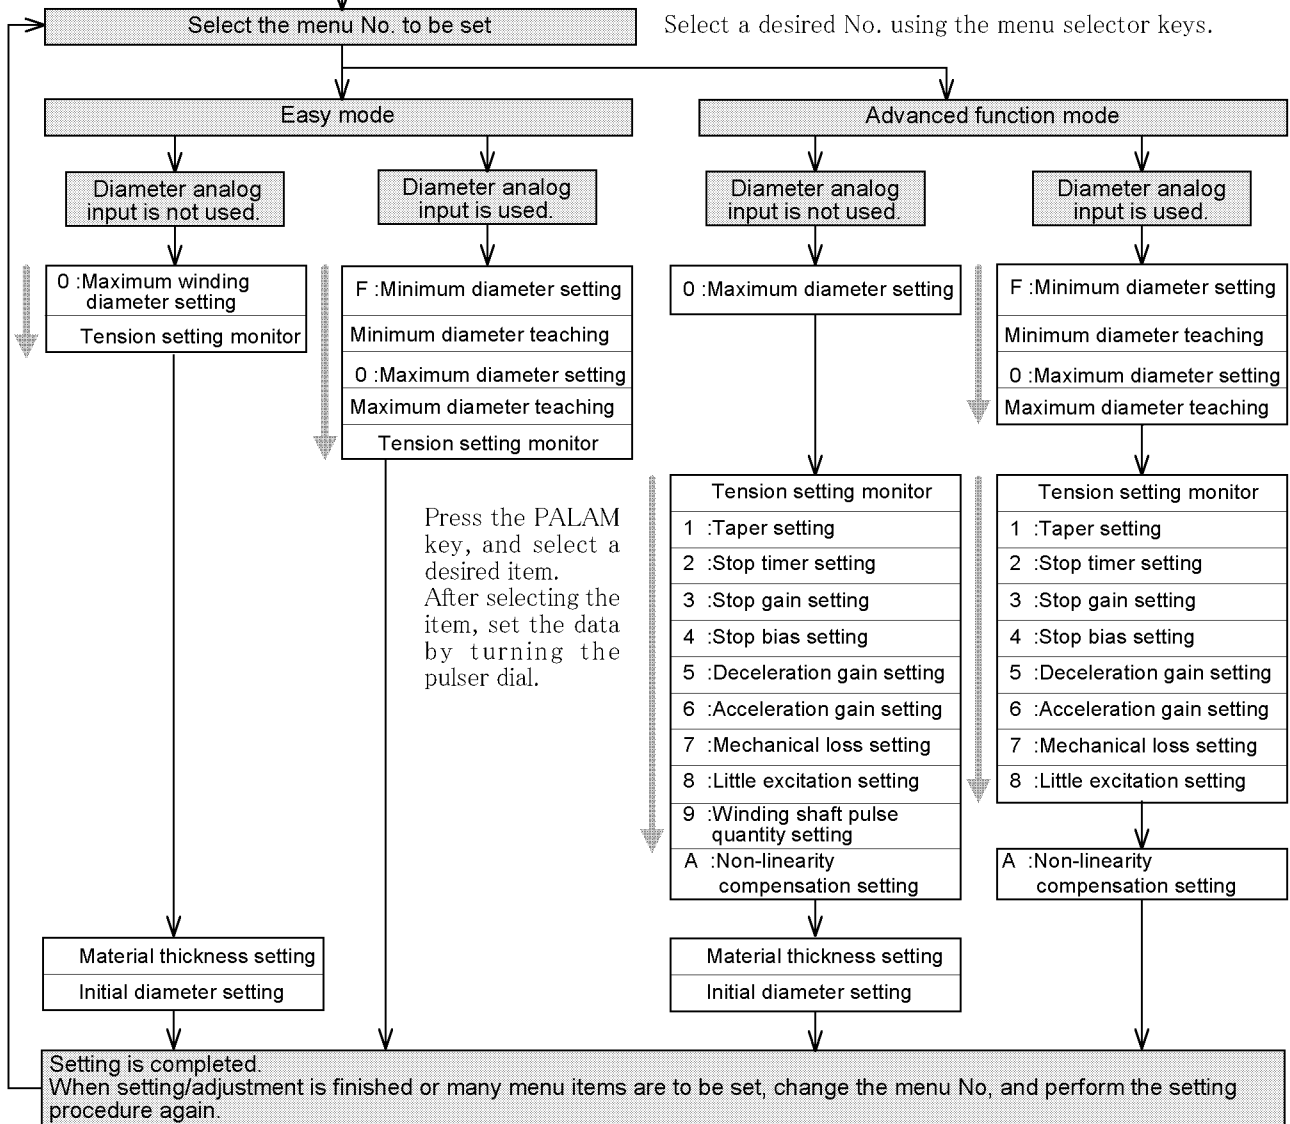 Select the menu No. to be set
Select a desired No. using the menu selector keys.
Easy mode
Advanced function mode
Diameter analog
input is not used.
Diameter analog
input is used.
Diameter analog
input is not used.
Diameter analog
input is used.
0 :Maximum winding
diameter setting
Tension setting monitor
F :Minimum diameter setting
Minimum diameter teaching
0 :Maximum diameter setting
Maximum diameter teaching
Tension setting monitor
0 :Maximum diameter setting
F :Minimum diameter setting
Minimum diameter teaching
0 :Maximum diameter setting
Maximum diameter teaching
Press the PALAM
key, and select a
desired item.
After selecting the
item, set the data
by turning the
pulser dial.
Tension setting monitor
1 :Taper setting
2 :Stop timer setting
3 :Stop gain setting
4 :Stop bias setting
5 :Deceleration gain setting
6 :Acceleration gain setting
7 :Mechanical loss setting
8 :Little excitation setting
9 :Winding shaft pulse
quantity setting
A :Non-linearity
compensation setting
Tension setting monitor
1 :Taper setting
2 :Stop timer setting
3 :Stop gain setting
4 :Stop bias setting
5 :Deceleration gain setting
6 :Acceleration gain setting
7 :Mechanical loss setting
8 :Little excitation setting
A :Non-linearity
compensation setting
Material thickness setting
Initial diameter setting
Material thickness setting
Initial diameter setting
Setting is completed.
When setting/adjustment is finished or many menu items are to be set, change the menu No, and perform the setting
procedure again.